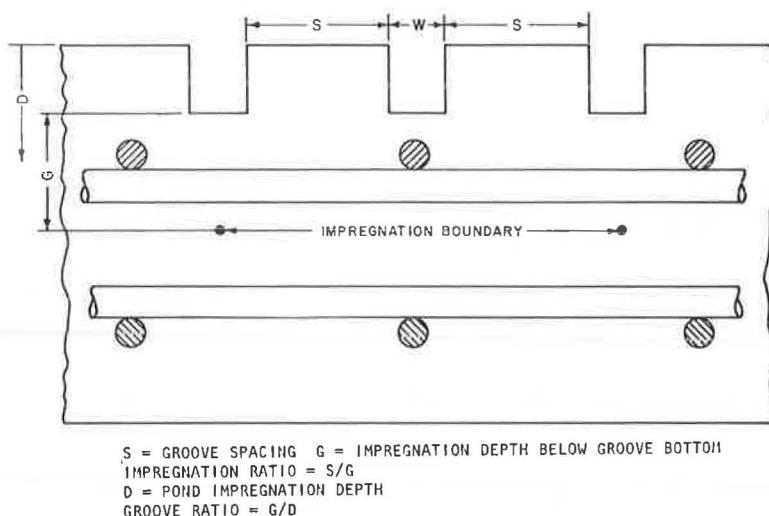 S W S
D
G
IMPREGNATION BOUNDARY
S = GROOVE SPACING G = IMPREGNATION DEPTH BELOW GROOVE BOTTOM
IMPREGNATION RATIO = S/G
D = POND IMPREGNATION DEPTH
GROOVE RATIO = G/D